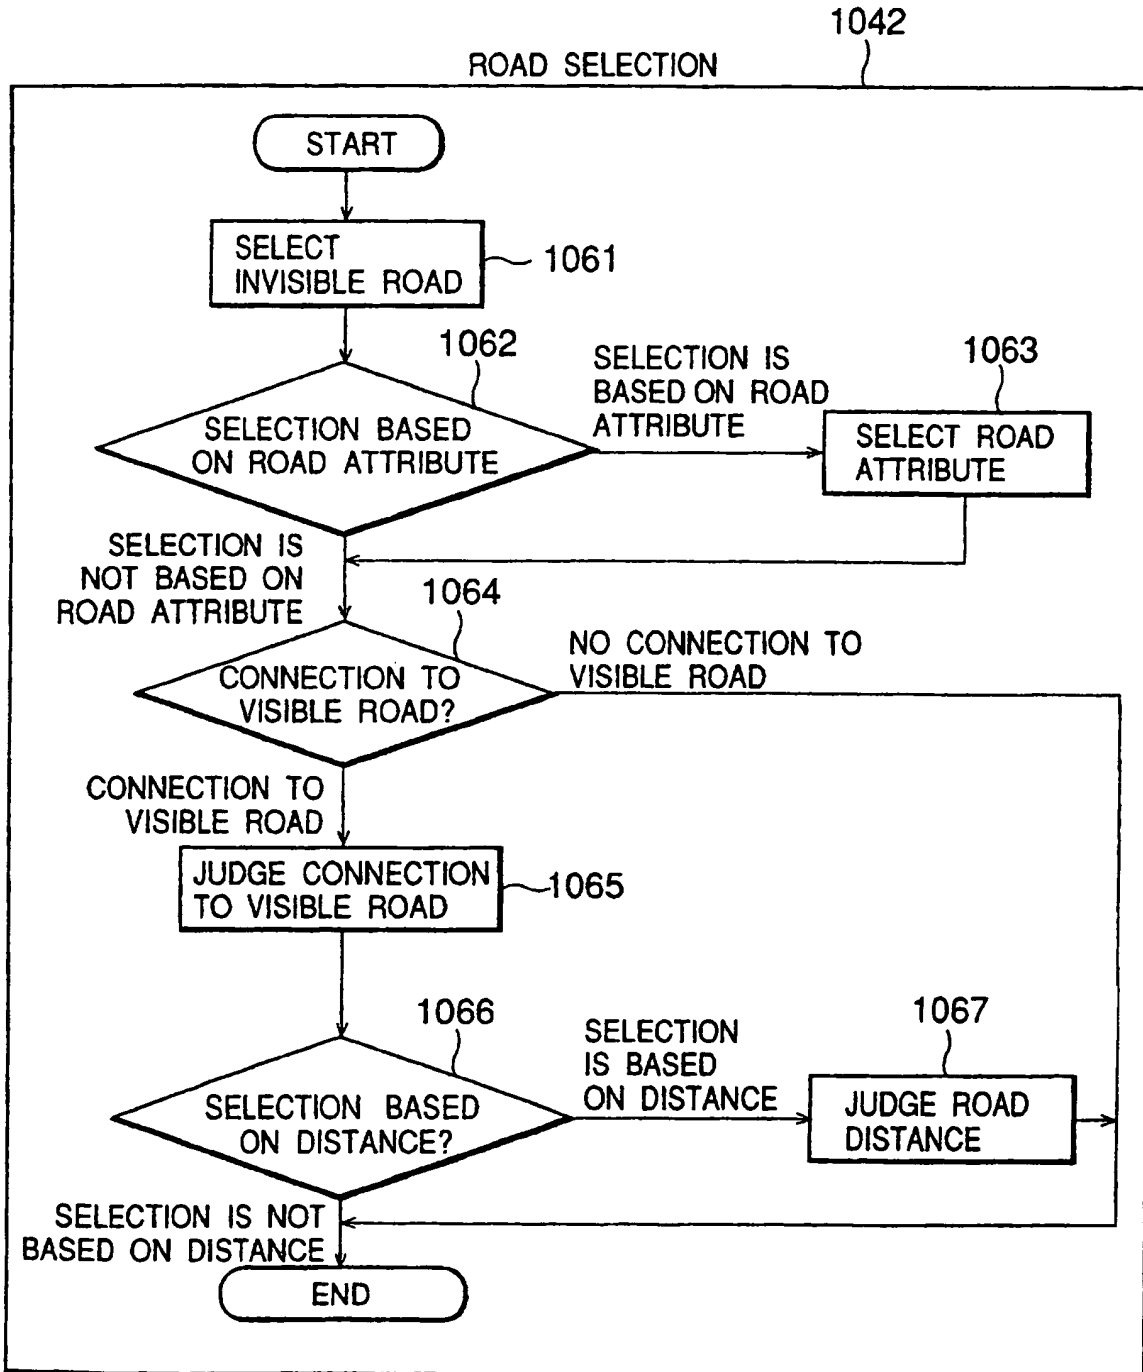 1042
ROAD SELECTION
START
SELECT
INVISIBLE ROAD
1061
1062
SELECTION BASED
ON ROAD ATTRIBUTE
SELECTION IS
BASED ON ROAD
ATTRIBUTE
1063
SELECT ROAD
ATTRIBUTE
SELECTION IS
NOT BASED ON
ROAD ATTRIBUTE
1064
CONNECTION TO
VISIBLE ROAD?
NO CONNECTION TO
VISIBLE ROAD
CONNECTION TO
VISIBLE ROAD
JUDGE CONNECTION
TO VISIBLE ROAD
1065
1066
SELECTION BASED
ON DISTANCE?
SELECTION
IS BASED
ON DISTANCE
1067
JUDGE ROAD
DISTANCE
SELECTION IS NOT
BASED ON DISTANCE
END